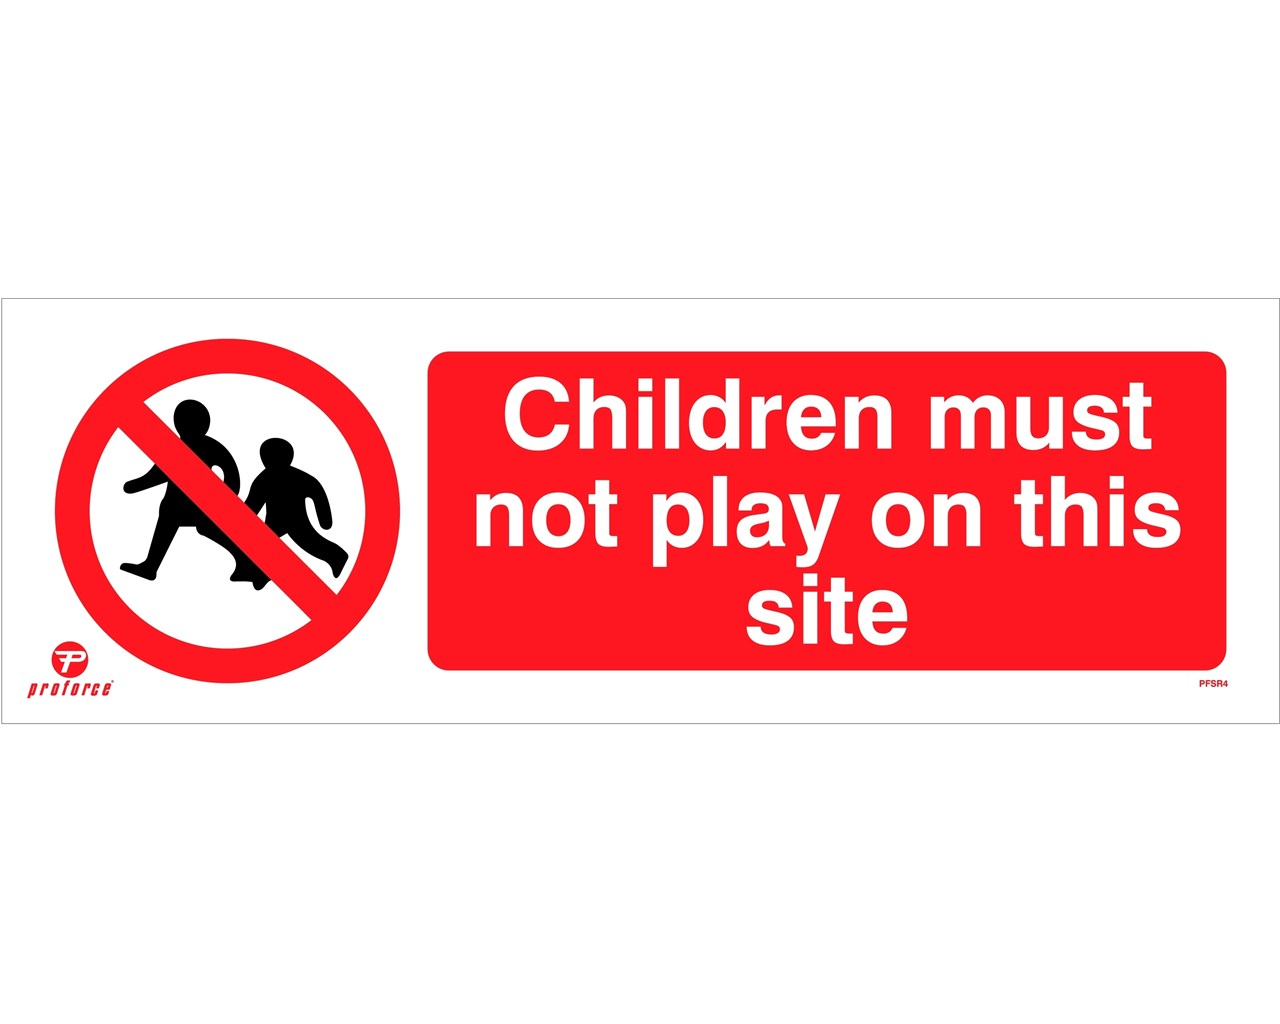 Children must
not play on this
site
proforce
PFSR4